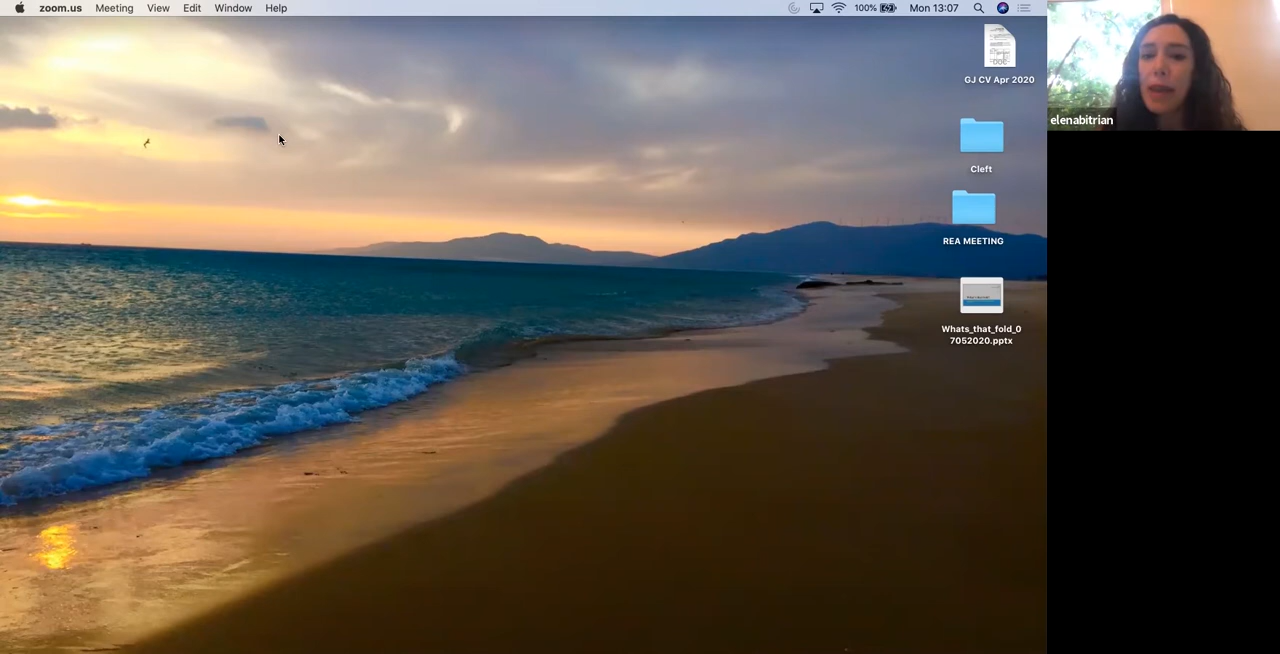 zoom.us Meeting View Edit Window Help 100% Mon 13:07
GJ CV Apr 2020
elenabitrian
Cleft
REA MEETING
Whats_that_fold_0
7052020.pptx